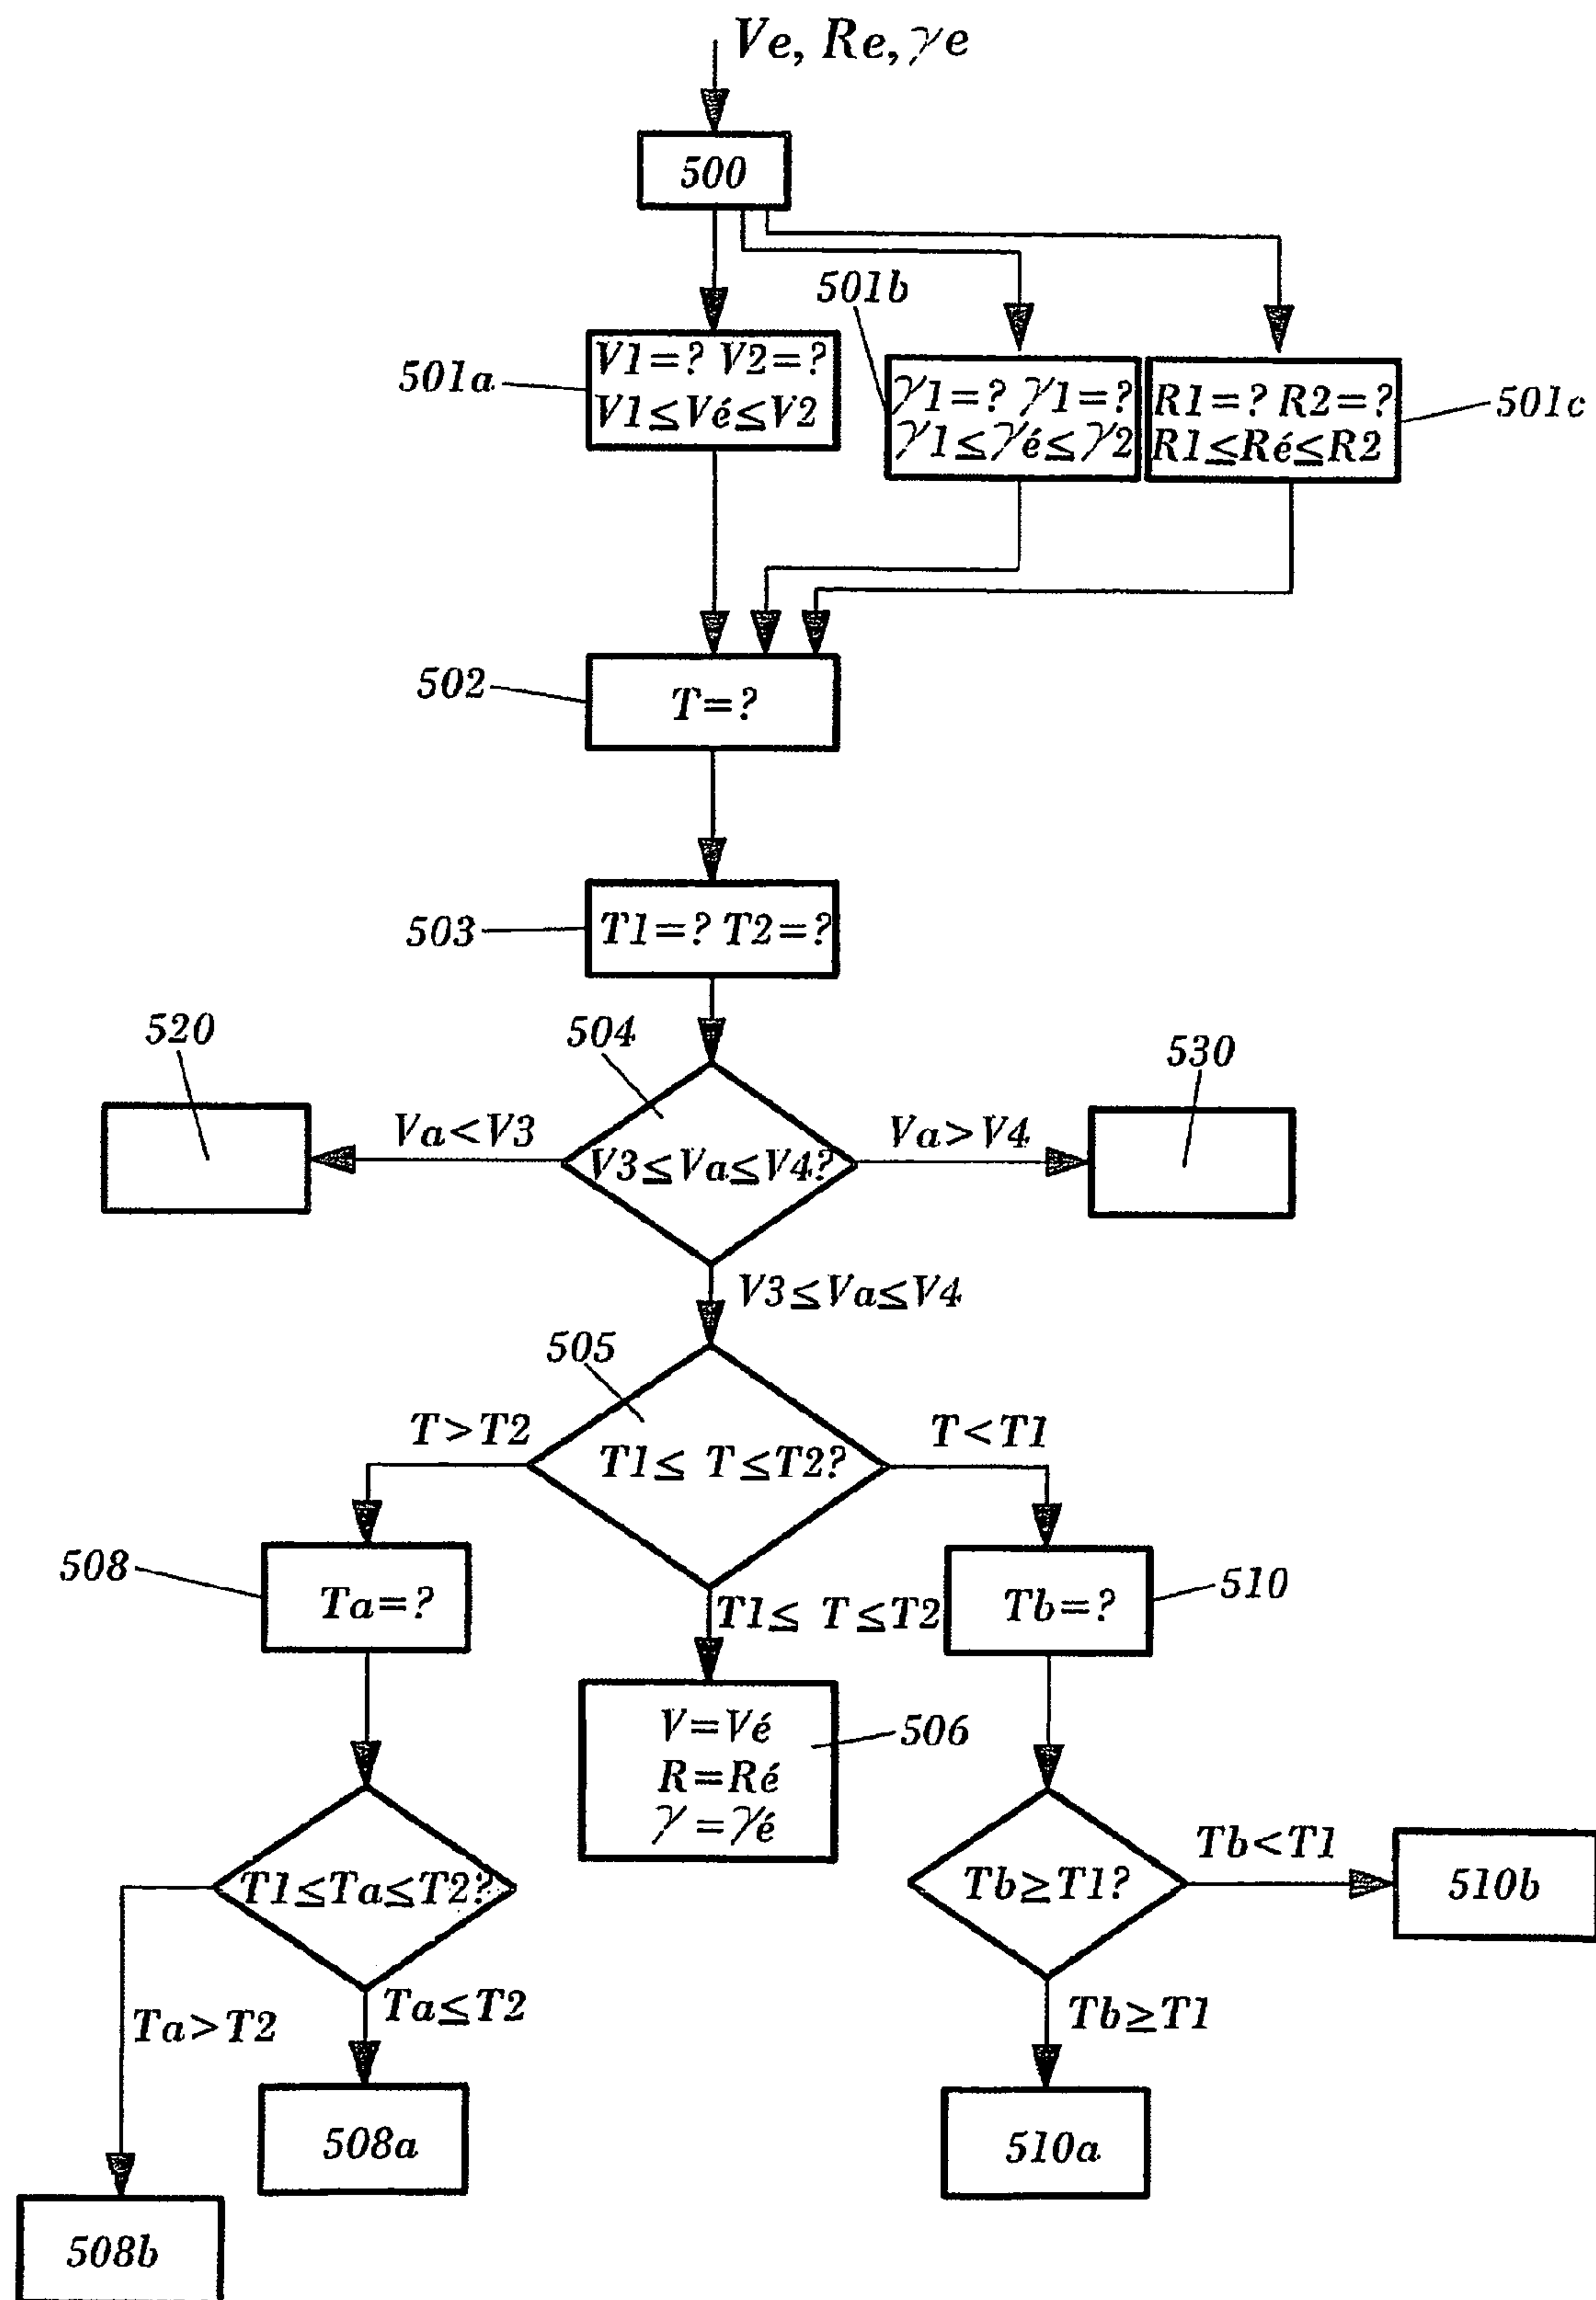 Ve, Re, γe
500
501b
501a
V1=? V2=?
V1≤Vé≤V2
γ1=? γ1=?
γ1≤γé≤γ2
R1=? R2=?
R1≤Ré≤R2
501c
502
T=?
503
T1=? T2=?
520
504
530
Va<V3
V3≤Va≤V4?
Va>V4
V3≤Va≤V4
505
T>T2
T1≤ T≤T2?
T<T1
508
Ta=?
T1≤ T≤T2
Tb=?
510
V=Vé
R=Ré
γ=γé
506
T1≤Ta≤T2?
Tb≥T1?
Tb<T1
510b
Ta>T2
Ta≤T2
Tb≥T1
508a
510a
508b